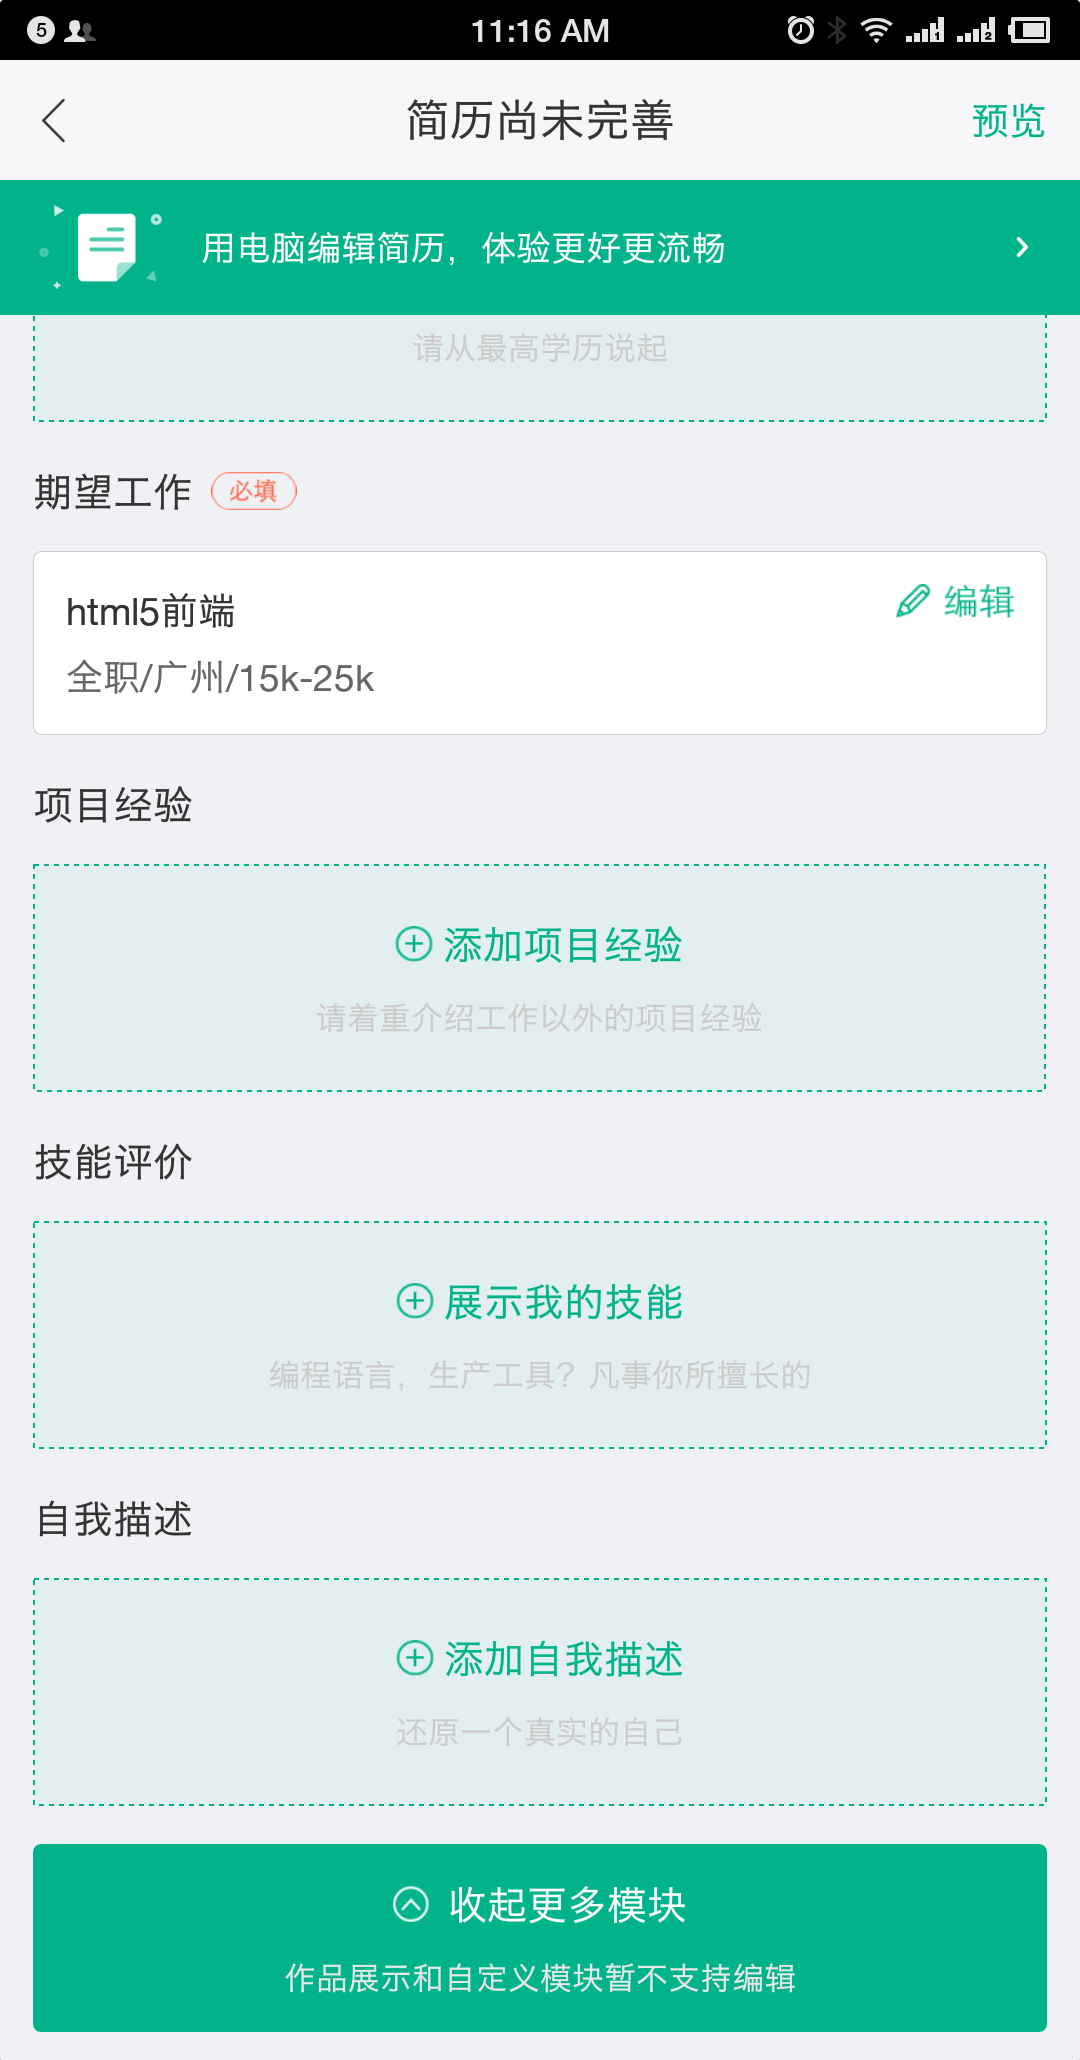 5
11:16 AM
1
2
简历尚未完善
预览
用电脑编辑简历，体验更好更流畅
请从最高学历说起
期望工作
必填
html5前端
编辑
全职/广州/15k-25k
项目经验
添加项目经验
请着重介绍工作以外的项目经验
技能评价
展示我的技能
编程语言，生产工具？凡事你所擅长的
自我描述
添加自我描述
还原一个真实的自己
收起更多模块
作品展示和自定义模块暂不支持编辑